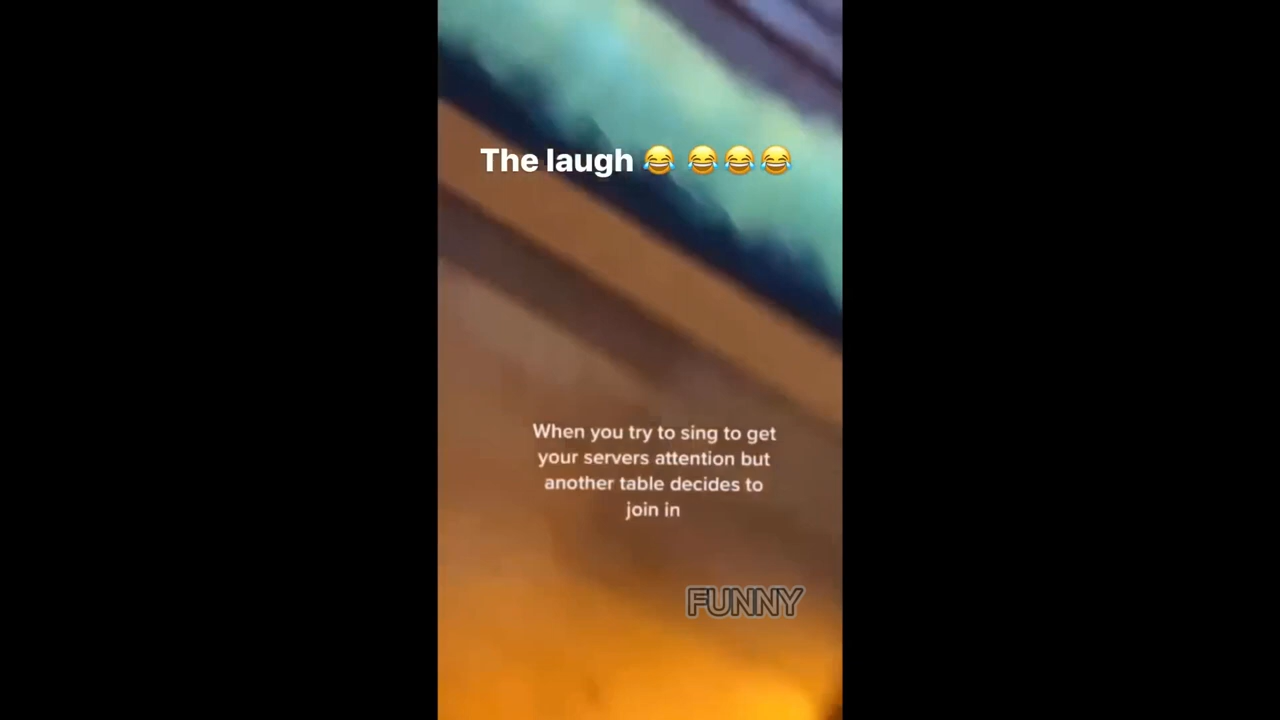 The laugh 😂 😂😂😂
When you try to sing to get
your servers attention but
another table decides to
join in
FUNNY